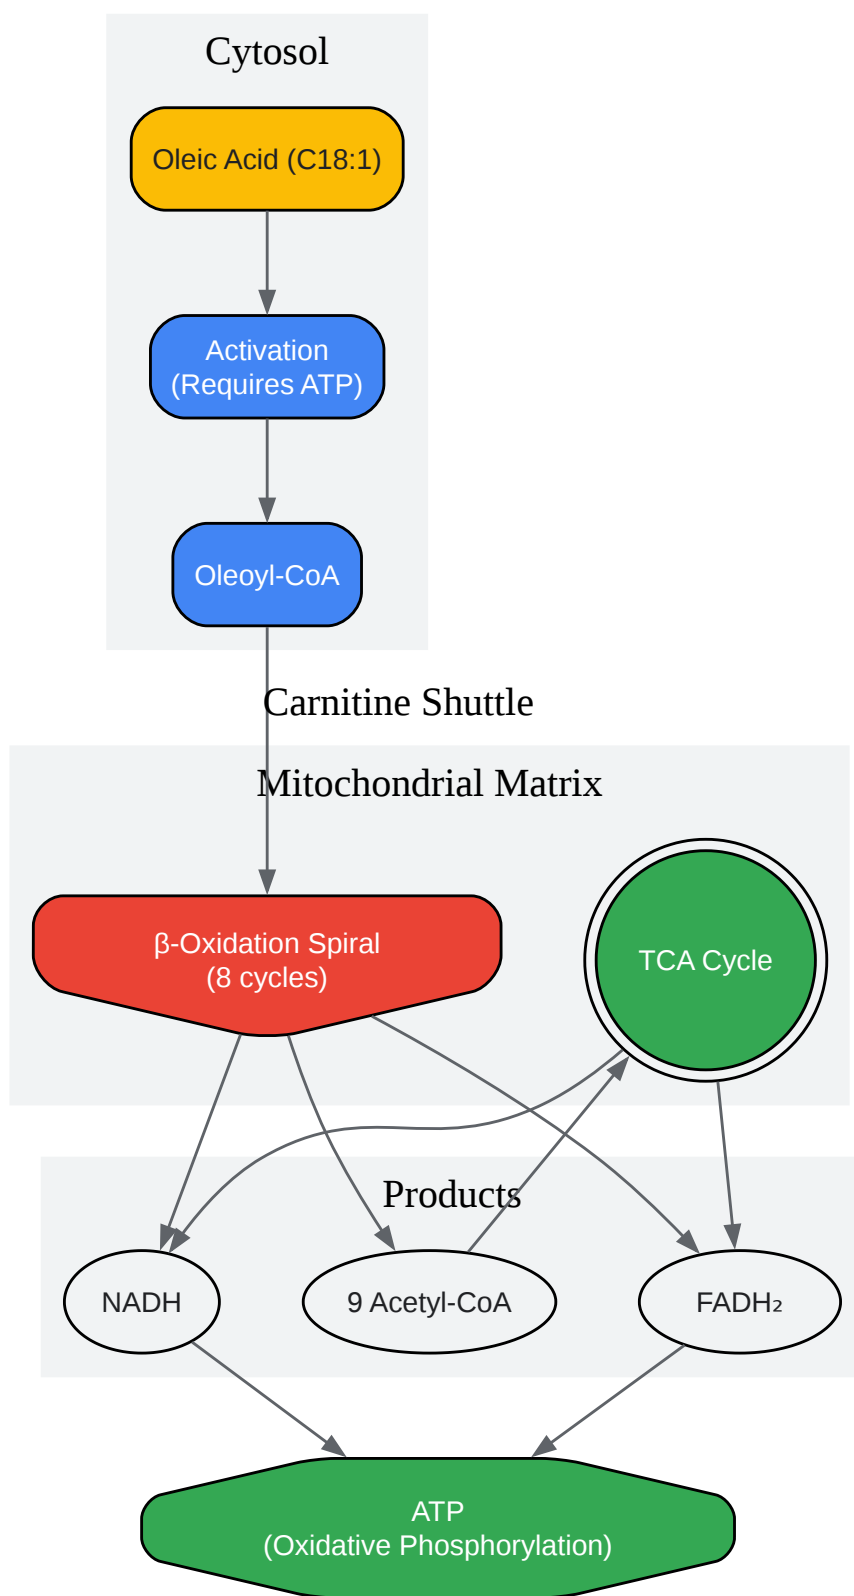 Cytosol
Oleic Acid (C18:1)
Activation
(Requires ATP)
Oleoyl-CoA
Carnitine Shuttle
Mitochondrial Matrix
β-Oxidation Spiral
(8 cycles)
TCA Cycle
Products
NADH
9 Acetyl-CoA
FADH₂
ATP
(Oxidative Phosphorylation)